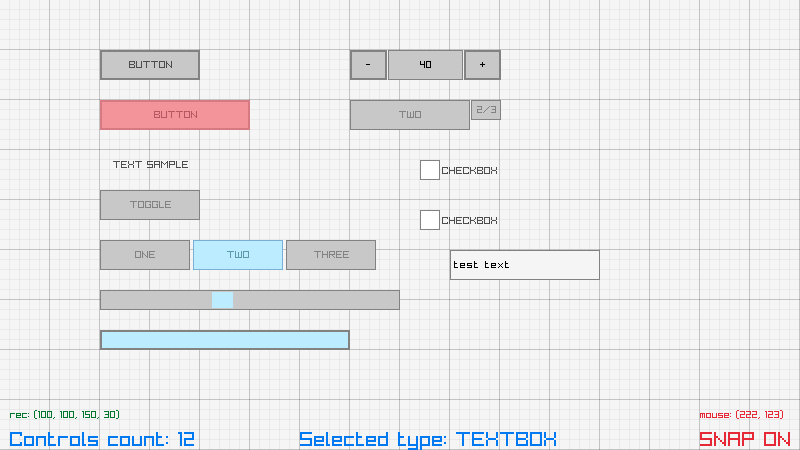 BUTTON
- 40 +
BUTTON
TWO 2/3
TEXT SAMPLE
CHECKBOX
TOGGLE
CHECKBOX
ONE TWO THREE
test text
rec: (100, 100, 150, 30)
mouse: (222, 123)
Controls count: 12
Selected type: TEXTBOX
SNAP ON